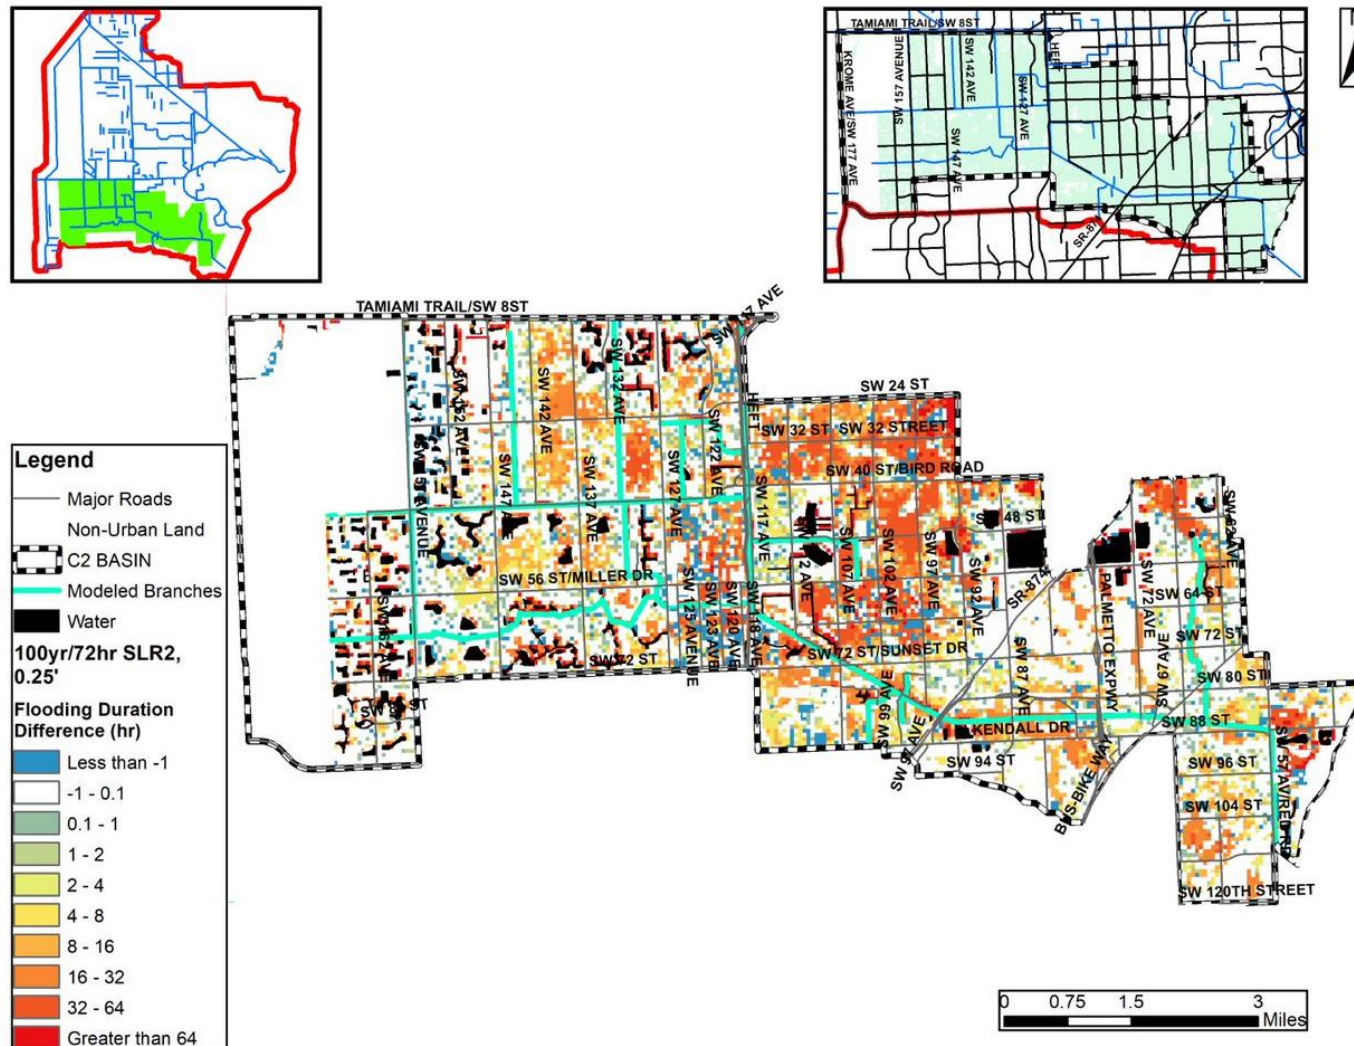 TAMIAMI TRAIL/SW 8ST
HEFT
KROME AVE/SW 177 AVE
SW 157 AVENUE
SW 142 AVE
SW 127 AVE
SW 147 AVE
TAMIAMI TRAIL/SW 8ST
SW 24 ST
SW 142 AVE
SW 132 AVE
HEFT
SW 32 ST
SW 32 STREET
SW 122 AVE
SW 40 ST/BIRD ROAD
SW 147 AVE
SW 137 AVE
SW 127 AVE
SW 117 AVE
48 ST
SW 56 ST/MILLER DR
SW 107 AVE
SW 102 AVE
SW 97 AVE
SW 92 AVE
SR-874
PALMETTO EXPWY
SW 72 AVE
SW 64 ST
SW 125 AVENUE
SW 123 AVE
SW 120 AVE
SW 118 AVE
SW 72 ST
SW 72 ST/SUNSET DR
SW 87 AVE
SW 67 AVE
SW 72 ST
SW 80 ST
SW 99 AVE
KENDALL DR
SW 88 ST
SW 94 ST
SW 96 ST
SW 57 AV/RED RD
SW 104 ST
SW 120TH STREET
Legend
Major Roads
Non-Urban Land
C2 BASIN
Modeled Branches
Water
100yr/72hr SLR2,
0.25'
Flooding Duration
Difference (hr)
Less than -1
-1 - 0.1
0.1 - 1
1 - 2
2 - 4
4 - 8
8 - 16
16 - 32
32 - 64
Greater than 64
0 0.75 1.5 3
Miles